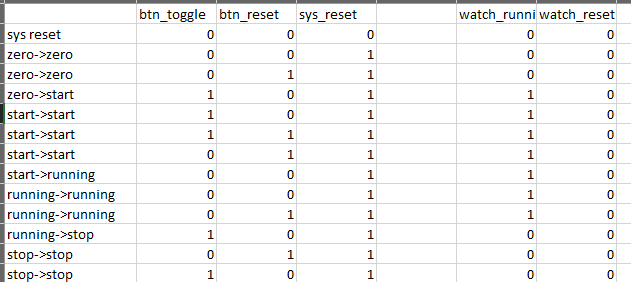 btn_toggle btn_reset sys_reset watch_runni watch_reset
sys reset 0 0 0 0 0
zero->zero 0 0 1 0 0
zero->zero 0 1 1 0 0
zero->start 1 0 1 1 0
start->start 1 0 1 1 0
start->start 1 1 1 1 0
start->start 0 1 1 1 0
start->running 0 0 1 1 0
running->running 0 0 1 1 0
running->running 0 1 1 1 0
running->stop 1 0 1 0 0
stop->stop 0 1 1 0 0
stop->stop 1 0 1 0 0